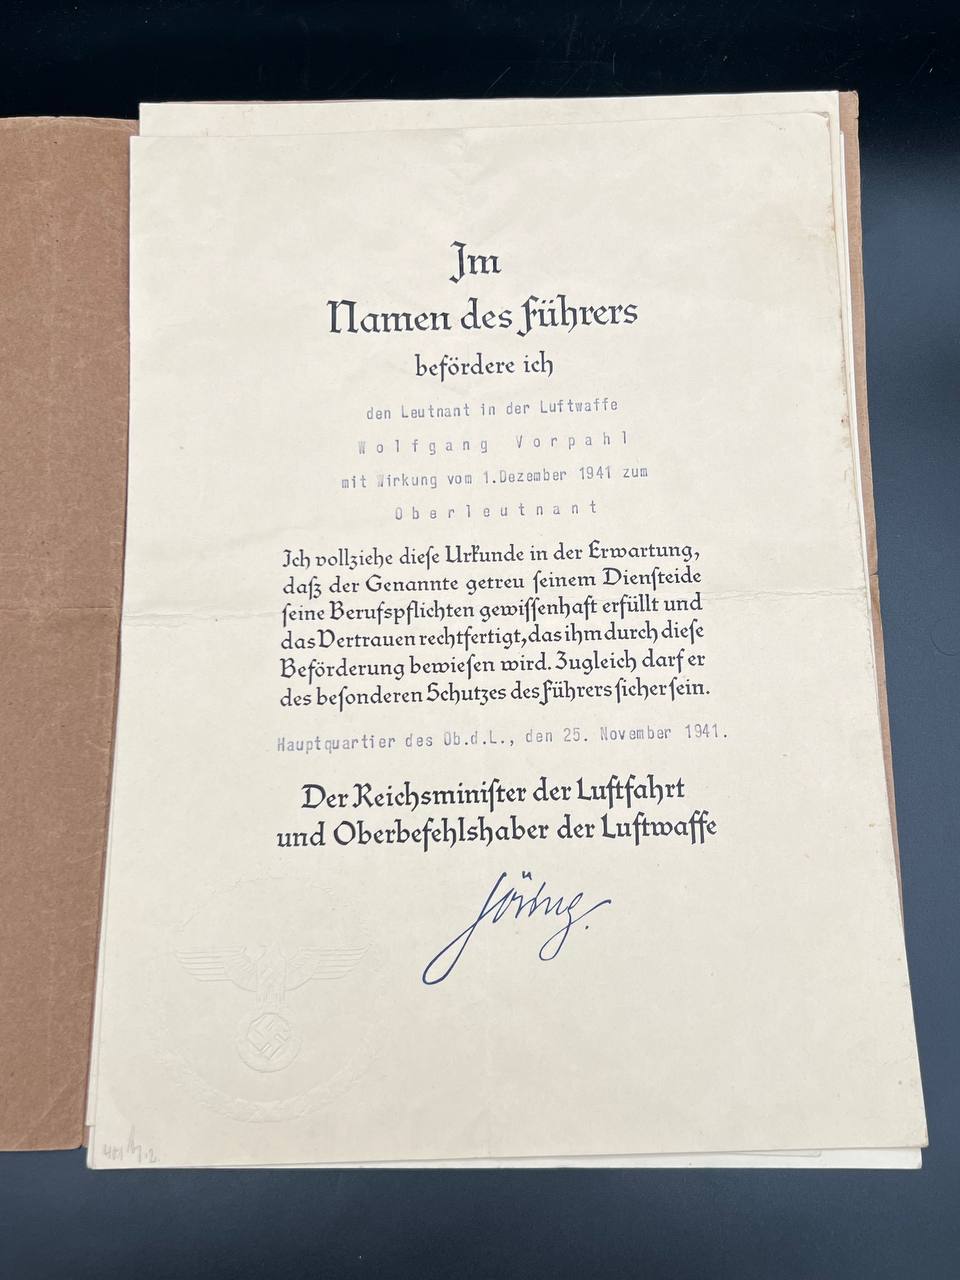 Im
Namen des Führers
befördere ich
den Leutnant in der Luftwaffe
Wolfgang Vorpahl
mit Wirkung vom 1.Dezember 1941 zum
Oberleutnant
Ich vollziehe dieſe Urkunde in der Erwartung,
daß der Genannte getreu ſeinem Dienſteide
ſeine Berufspflichten gewiſſenhaft erfüllt und
das Vertrauen rechtfertigt, das ihm durch dieſe
Beförderung bewieſen wird. Zugleich darf er
des beſonderen Schutzes des Führers ſicher ſein.
Hauptquartier des Ob.d.L., den 25. November 1941.
Der Reichsminiſter der Luftfahrt
und Oberbefehlshaber der Luftwaffe
Göring.